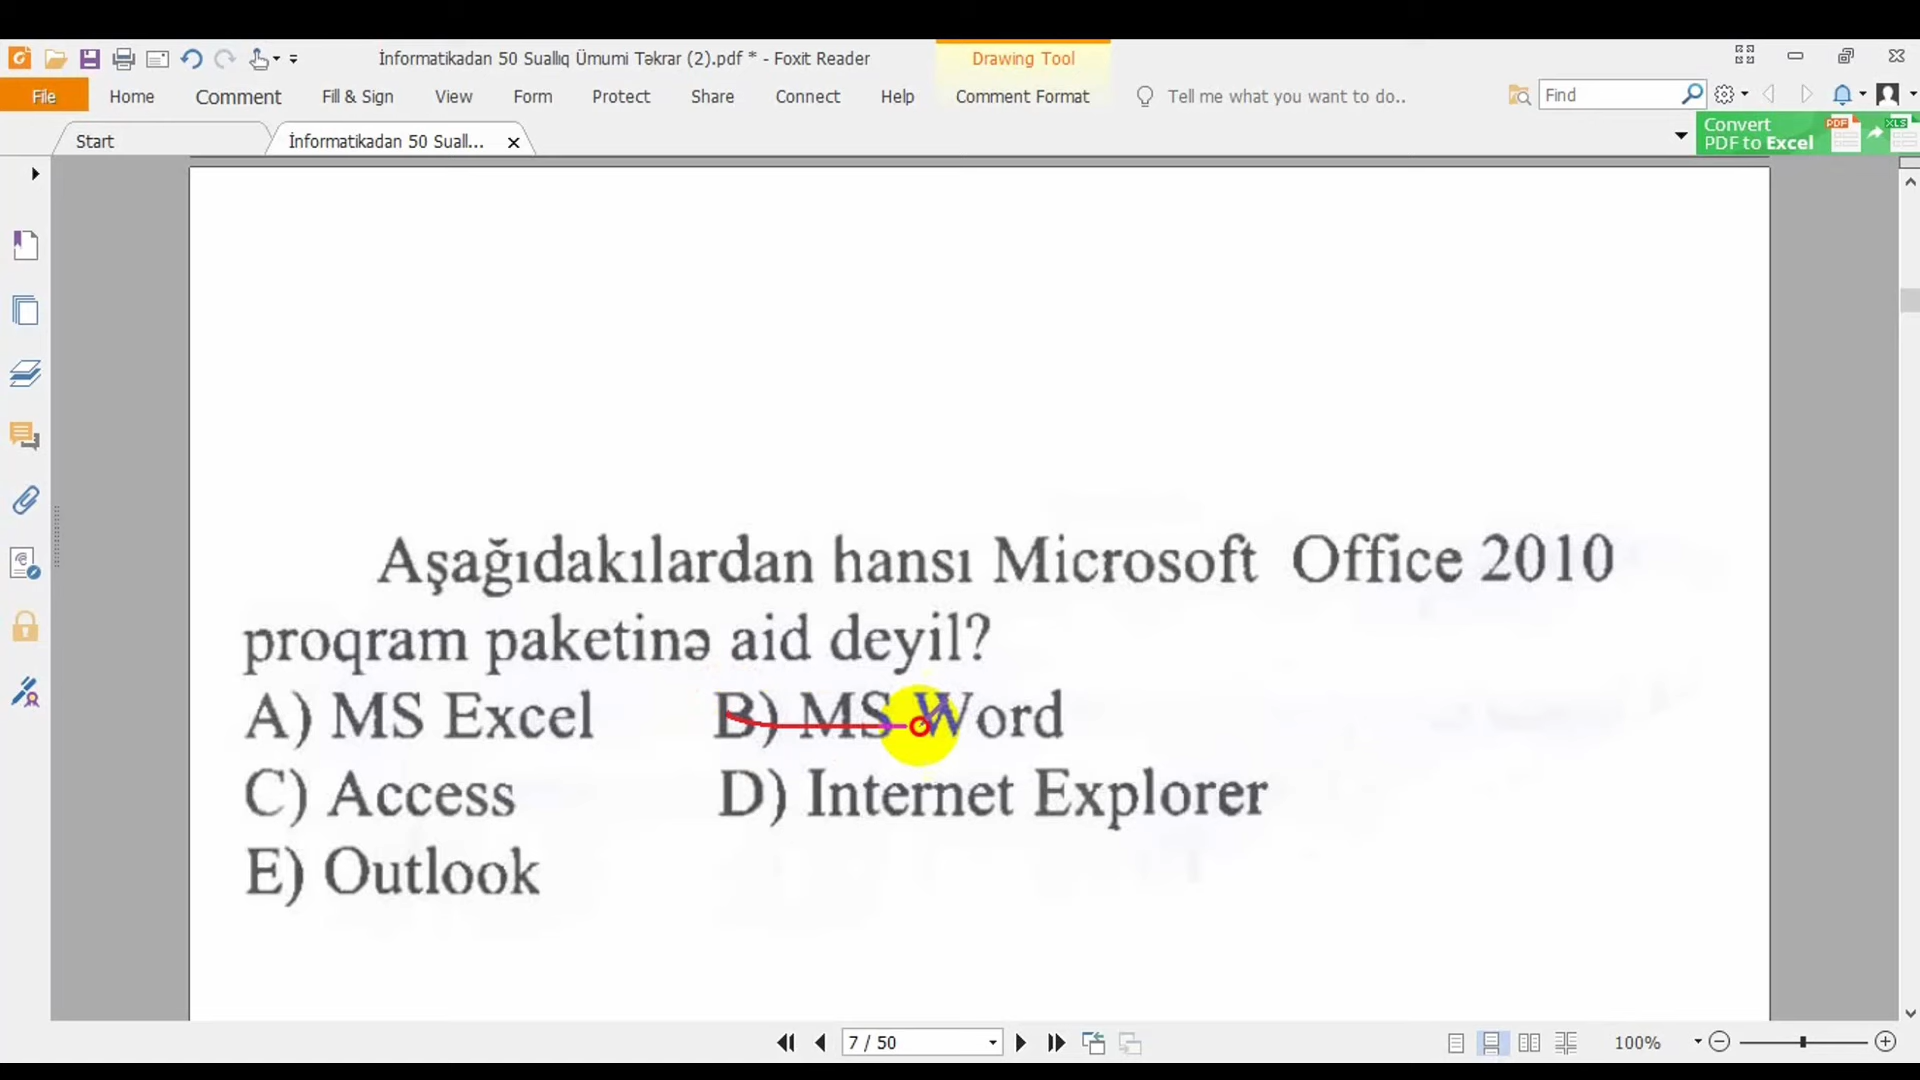 İnformatikadan 50 Suallıq Ümumi Təkrar (2).pdf * - Foxit Reader
Drawing Tool
File
Home
Comment
Fill & Sign
View
Form
Protect
Share
Connect
Help
Comment Format
Tell me what you want to do..
Find
Start
İnformatikadan 50 Suall...
Convert
PDF to Excel
PDF
XLS
Aşağıdakılardan hansı Microsoft Office 2010
proqram paketinə aid deyil?
A) MS Excel B) MS Word
C) Access D) Internet Explorer
E) Outlook
7 / 50
100%